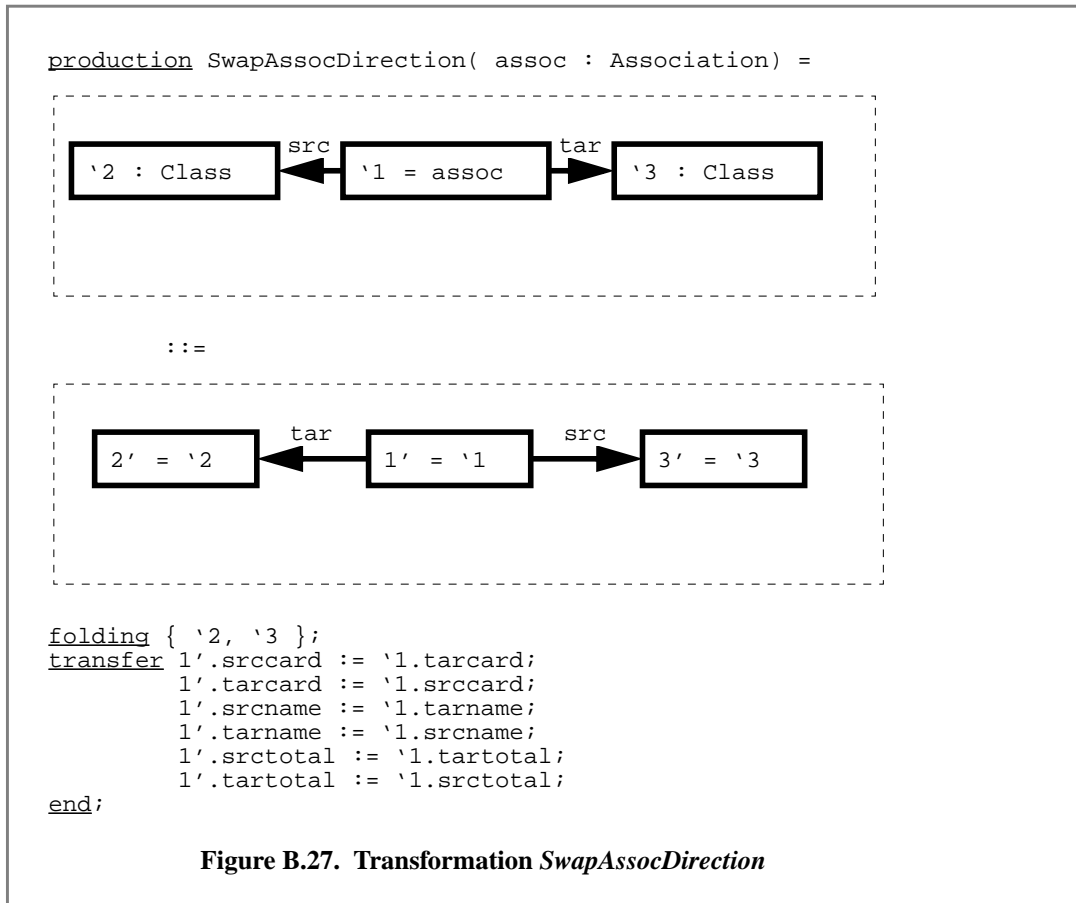 production SwapAssocDirection( assoc : Association) =
src tar
‘2 : Class ‘1 = assoc ‘3 : Class
::=
tar src
2’ = ‘2 1’ = ‘1 3’ = ‘3
folding { ‘2, ‘3 };
transfer 1’.srccard := ‘1.tarcard;
1’.tarcard := ‘1.srccard;
1’.srcname := ‘1.tarname;
1’.tarname := ‘1.srcname;
1’.srctotal := ‘1.tartotal;
1’.tartotal := ‘1.srctotal;
end;
Figure B.27. Transformation SwapAssocDirection